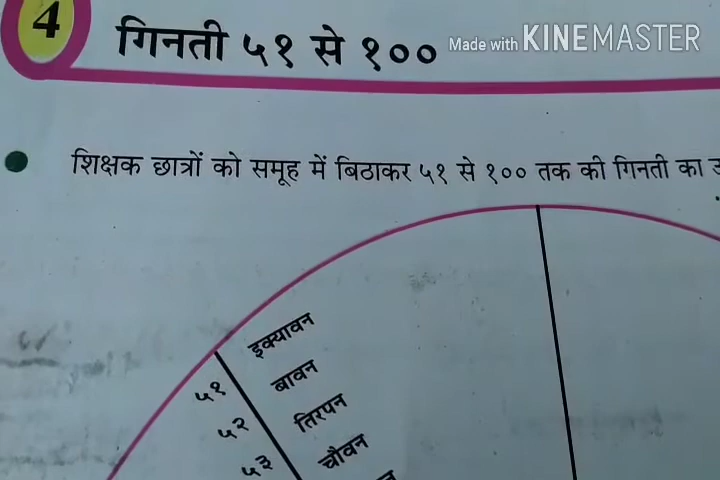 4
गिनती ५१ से १००
Made with KINEMASTER
शिक्षक छात्रों को समूह में बिठाकर ५१ से १०० तक की गिनती का
इक्यावन
५१
बावन
५२
तिरपन
५३
चौवन